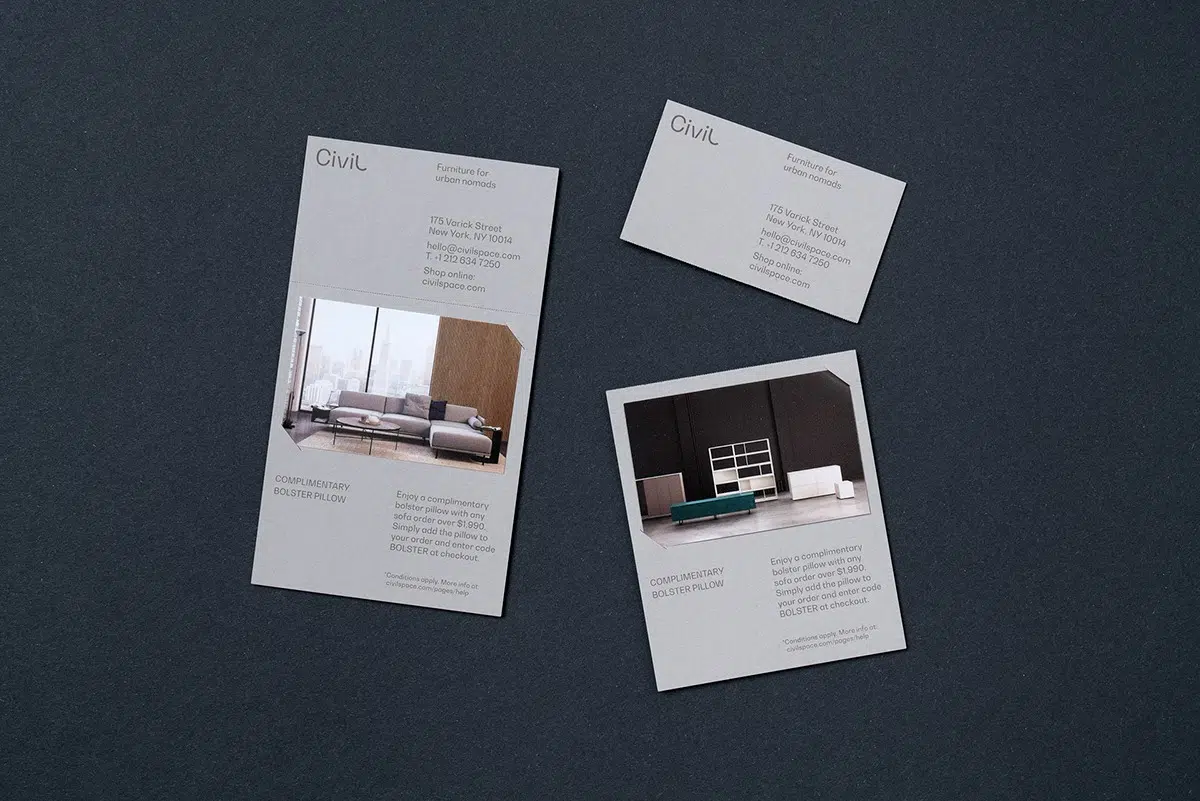 Civil
Furniture for
urban nomads
175 Varick Street
New York, NY 10014
hello@civilspace.com
T. +1 212 634 7250
Shop online:
civilspace.com
COMPLIMENTARY
BOLSTER PILLOW
Enjoy a complimentary
bolster pillow with any
sofa order over $1.990.
Simply add the pillow to
your order and enter code
BOLSTER at checkout.
*Conditions apply. More info at:
civilspace.com/pages/help
Civil
Furniture for
urban nomads
175 Varick Street
New York, NY 10014
hello@civilspace.com
T. +1 212 634 7250
Shop online:
civilspace.com
COMPLIMENTARY
BOLSTER PILLOW
Enjoy a complimentary
bolster pillow with any
sofa order over $1.990.
Simply add the pillow to
your order and enter code
BOLSTER at checkout.
*Conditions apply. More info at:
civilspace.com/pages/help